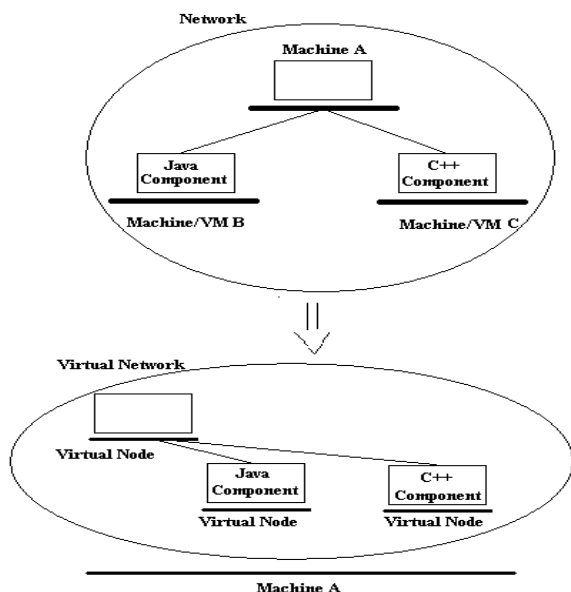 Network
Machine A
Java
Component
C++
Component
Machine/VM B
Machine/VM C
Virtual Network
Virtual Node
Java
Component
C++
Component
Virtual Node
Virtual Node
Machine A